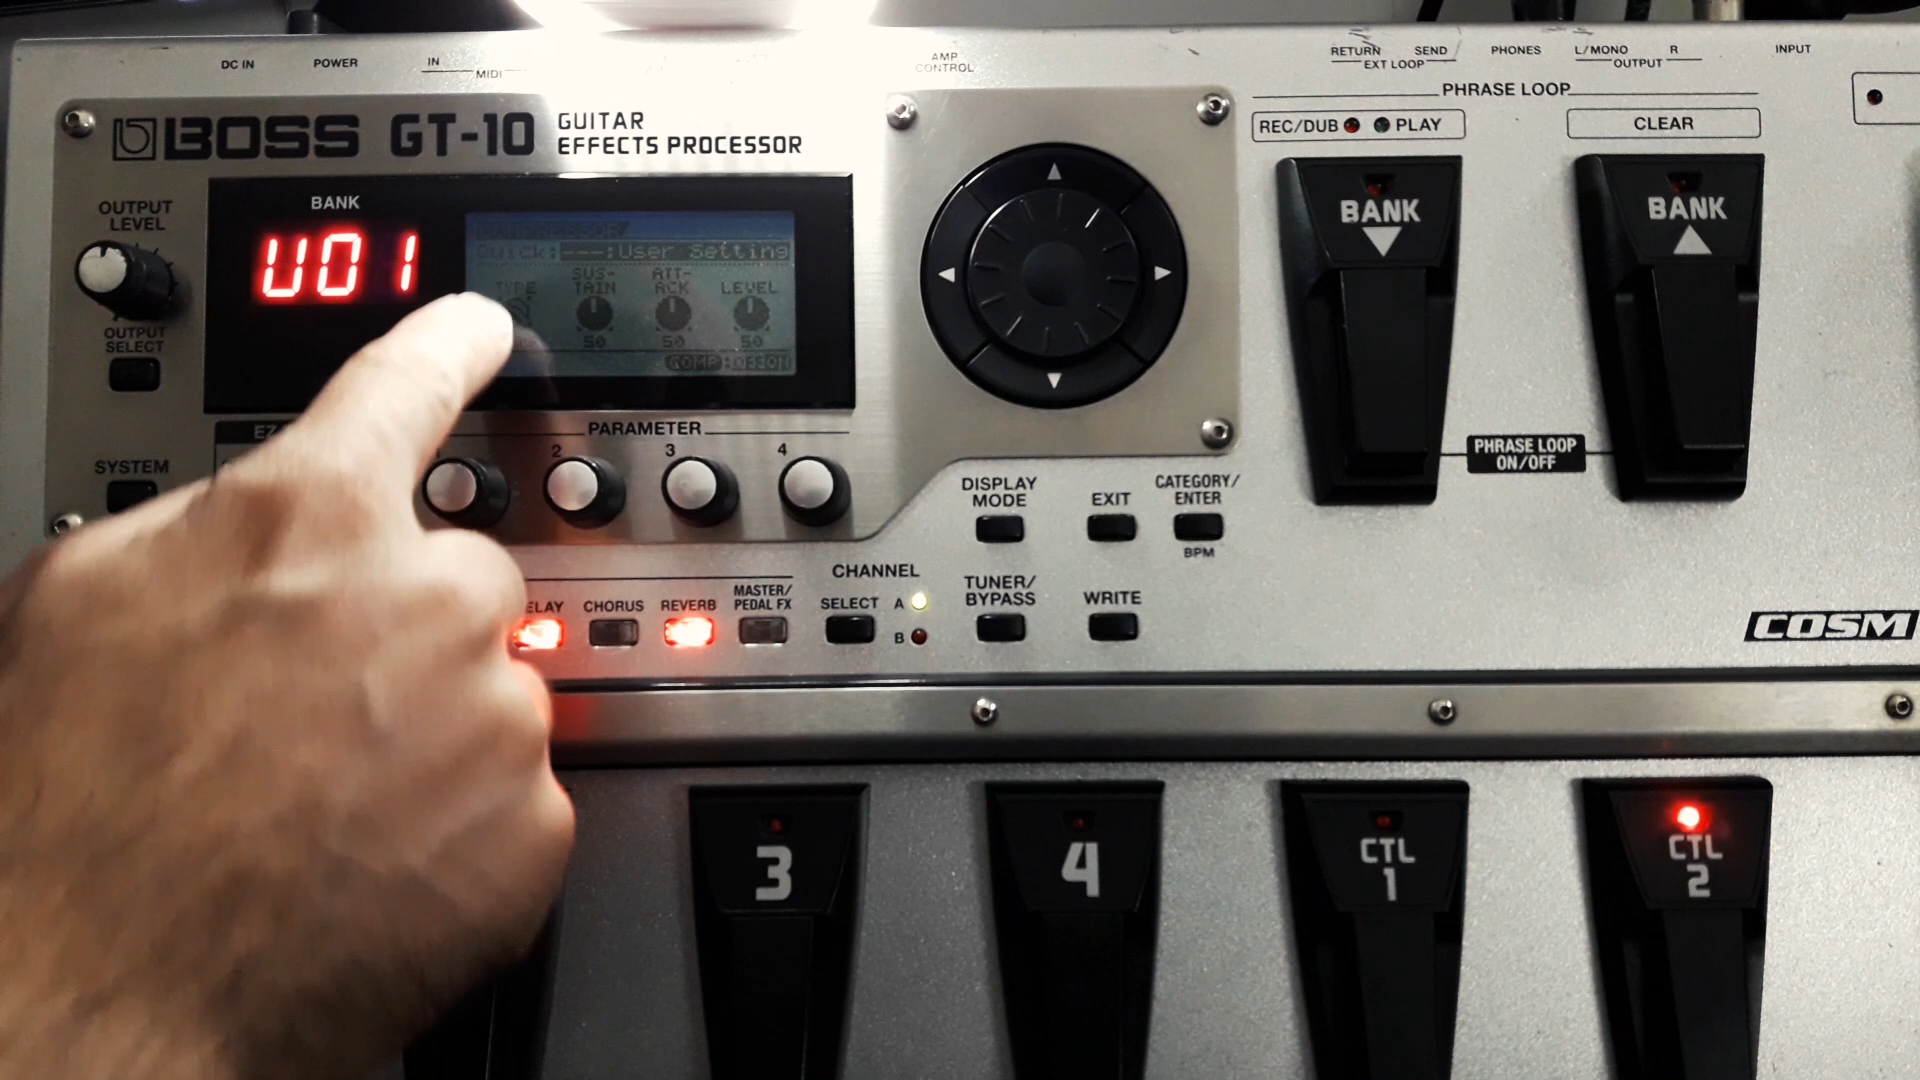 DC IN
POWER
IN
MIDI
AMP
CONTROL
RETURN
SEND
EXT LOOP
PHONES
L/MONO
R
OUTPUT
INPUT
PHRASE LOOP
REC/DUB
PLAY
CLEAR
BOSS GT-10
GUITAR
EFFECTS PROCESSOR
OUTPUT
LEVEL
OUTPUT
SELECT
BANK
U01
Quick:---:User Setting
TYPE
SUS-
TAIN
ATT-
ACK
LEVEL
50
50
50
BANK
BANK
PHRASE LOOP
ON/OFF
EZ
SYSTEM
PARAMETER
2
3
4
DISPLAY
MODE
EXIT
CATEGORY/
ENTER
BPM
CHORUS
REVERB
MASTER/
PEDAL FX
CHANNEL
SELECT
A
B
TUNER/
BYPASS
WRITE
COSM
3
4
CTL
1
CTL
2